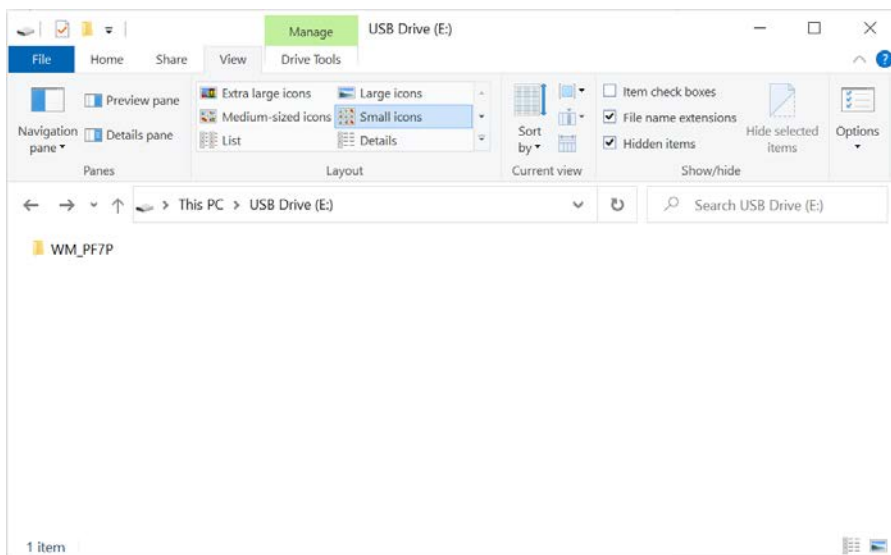 Manage USB Drive (E:)
File Home Share View Drive Tools ?
Extra large icons Large icons Item check boxes
Preview pane Medium-sized icons Small icons File name extensions
Navigation pane Details pane List Details Sort by Hidden items Hide selected items Options
Panes Layout Current view Show/hide
This PC > USB Drive (E:) Search USB Drive (E:)
WM_PF7P
1 item